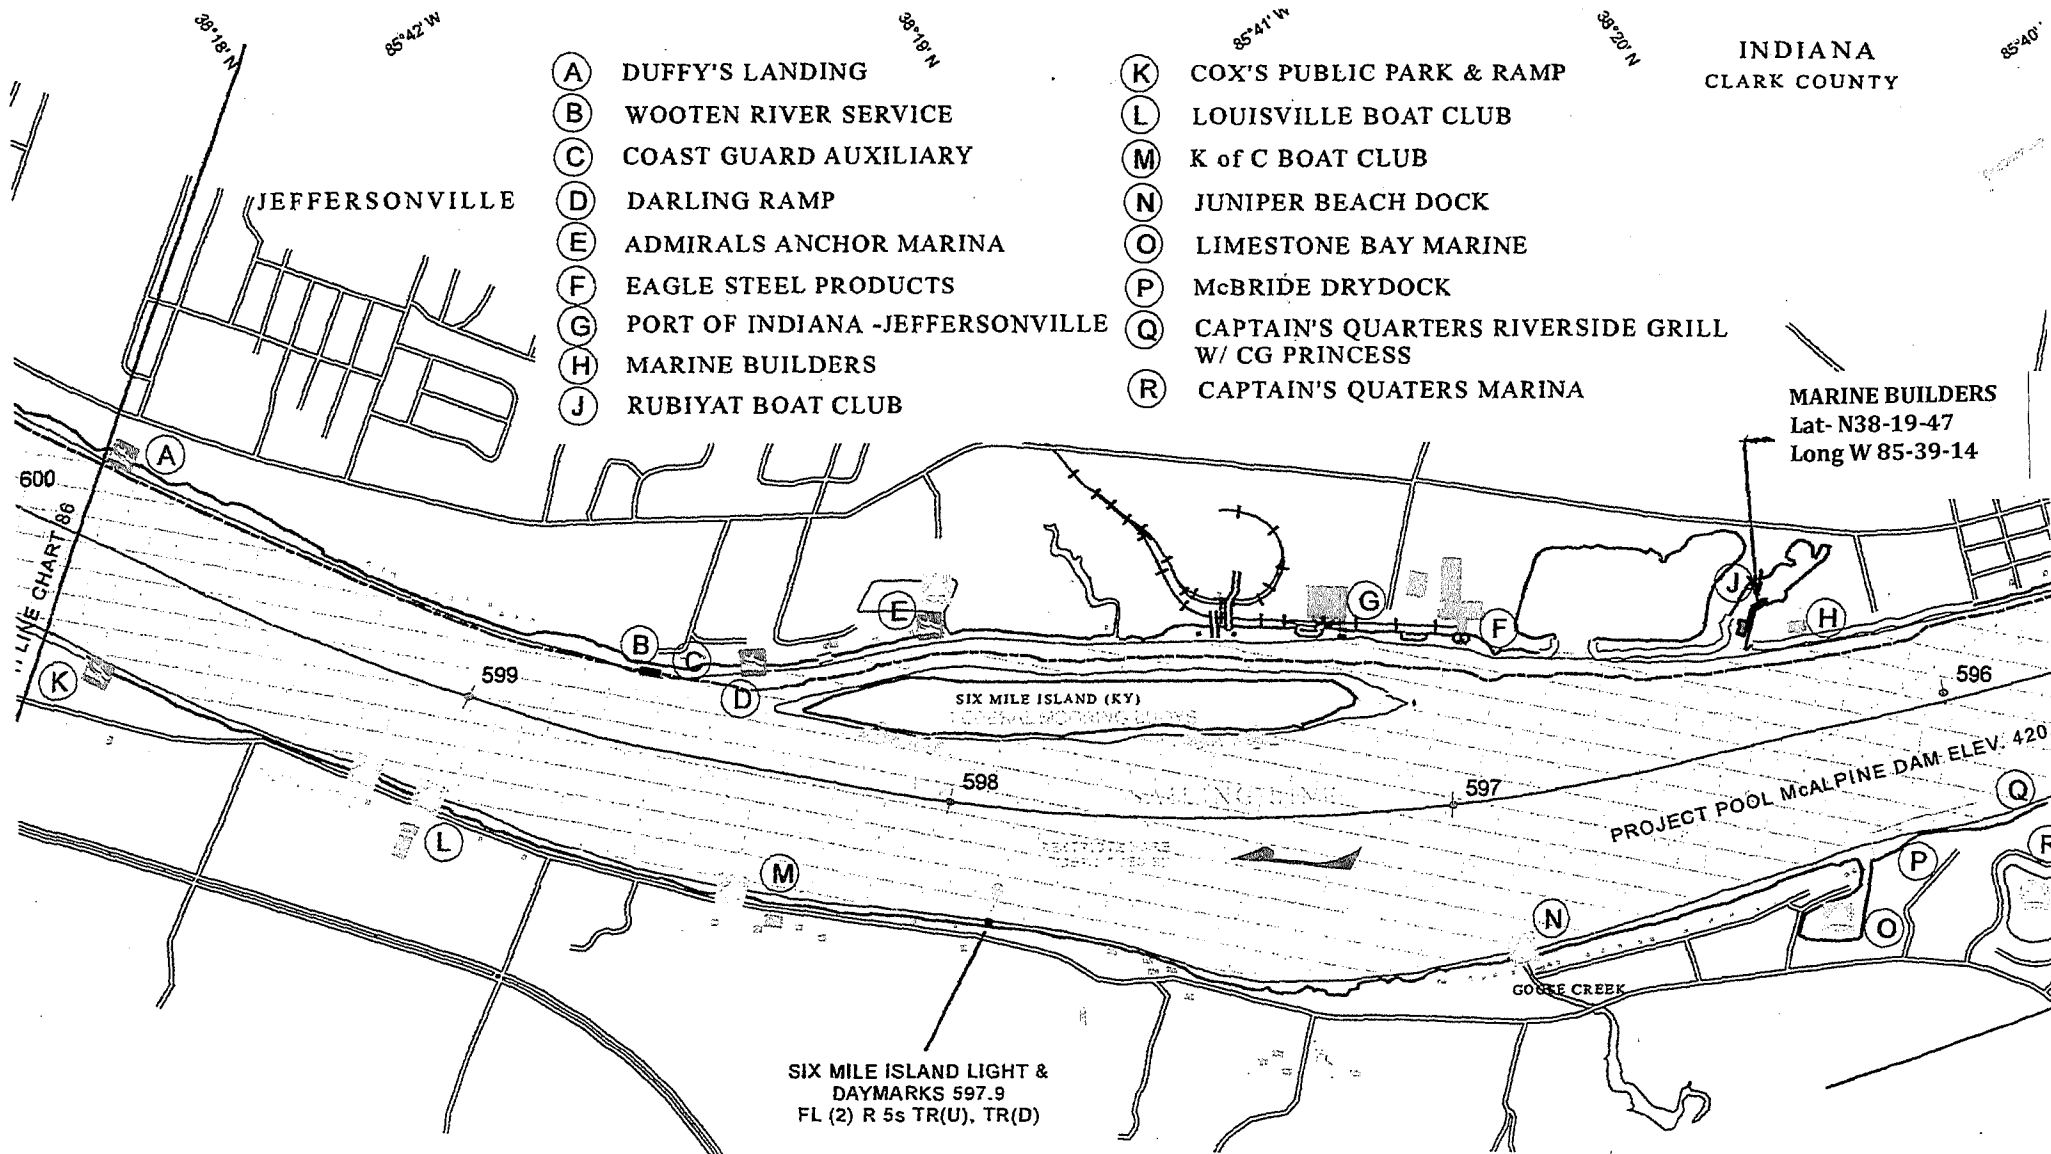 38°18' N
85°42' W
38°19' N
85°41' W
38°20' N
85°40'
INDIANA
CLARK COUNTY
JEFFERSONVILLE
A DUFFY'S LANDING
B WOOTEN RIVER SERVICE
C COAST GUARD AUXILIARY
D DARLING RAMP
E ADMIRALS ANCHOR MARINA
F EAGLE STEEL PRODUCTS
G PORT OF INDIANA -JEFFERSONVILLE
H MARINE BUILDERS
J RUBIYAT BOAT CLUB
K COX'S PUBLIC PARK & RAMP
L LOUISVILLE BOAT CLUB
M K of C BOAT CLUB
N JUNIPER BEACH DOCK
O LIMESTONE BAY MARINE
P McBRIDE DRYDOCK
Q CAPTAIN'S QUARTERS RIVERSIDE GRILL
W/ CG PRINCESS
R CAPTAIN'S QUATERS MARINA
MARINE BUILDERS
Lat- N38-19-47
Long W 85-39-14
A
600
LINE CHART 86
K
B
C
D
E
G
F
J
H
599
SIX MILE ISLAND (KY)
596
598
SAILING LINE
597
PROJECT POOL McALPINE DAM ELEV. 420
Q
R
P
O
L
M
N
GOOSE CREEK
SIX MILE ISLAND LIGHT &
DAYMARKS 597.9
FL (2) R 5s TR(U), TR(D)